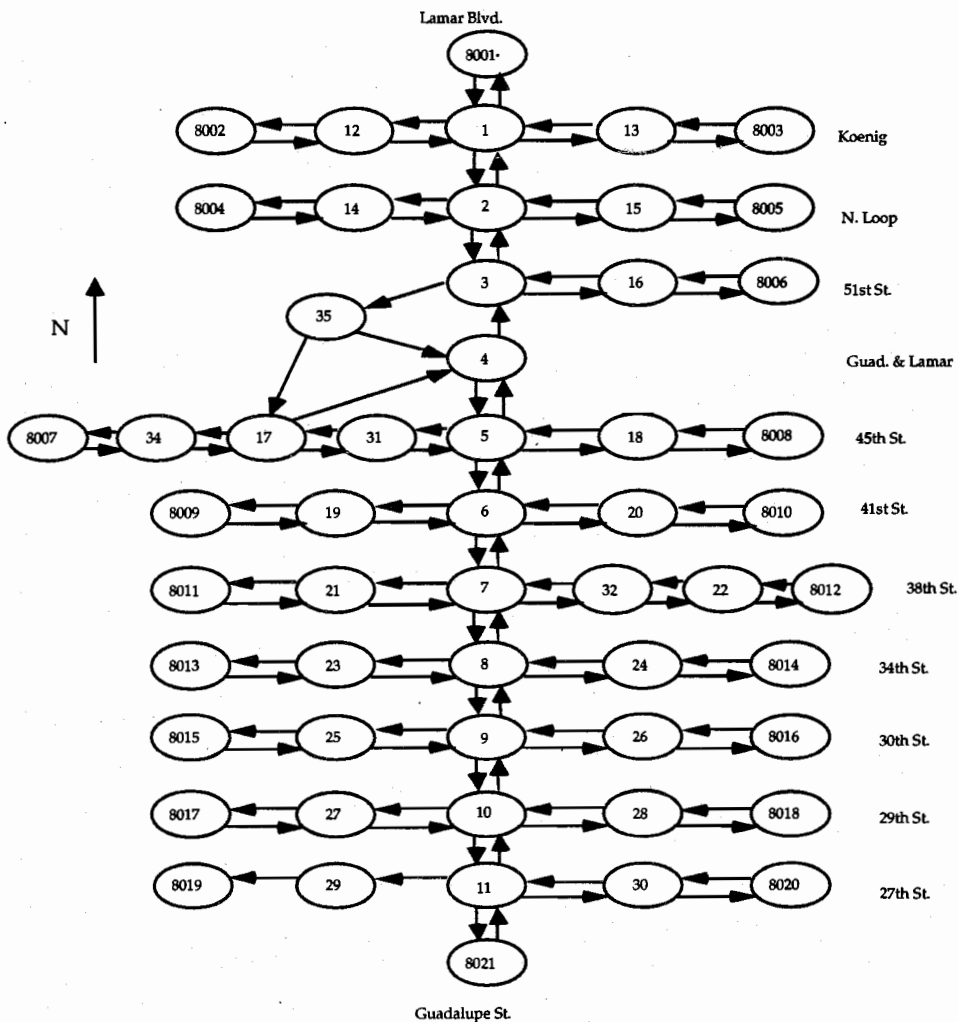 Lamar Blvd.
8001
8002 12 1 13 8003 Koenig
8004 14 2 15 8005 N. Loop
3 16 8006 51st St.
35
N
4 Guad. & Lamar
8007 34 17 31 5 18 8008 45th St.
8009 19 6 20 8010 41st St.
8011 21 7 32 22 8012 38th St.
8013 23 8 24 8014 34th St.
8015 25 9 26 8016 30th St.
8017 27 10 28 8018 29th St.
8019 29 11 30 8020 27th St.
8021
Guadalupe St.